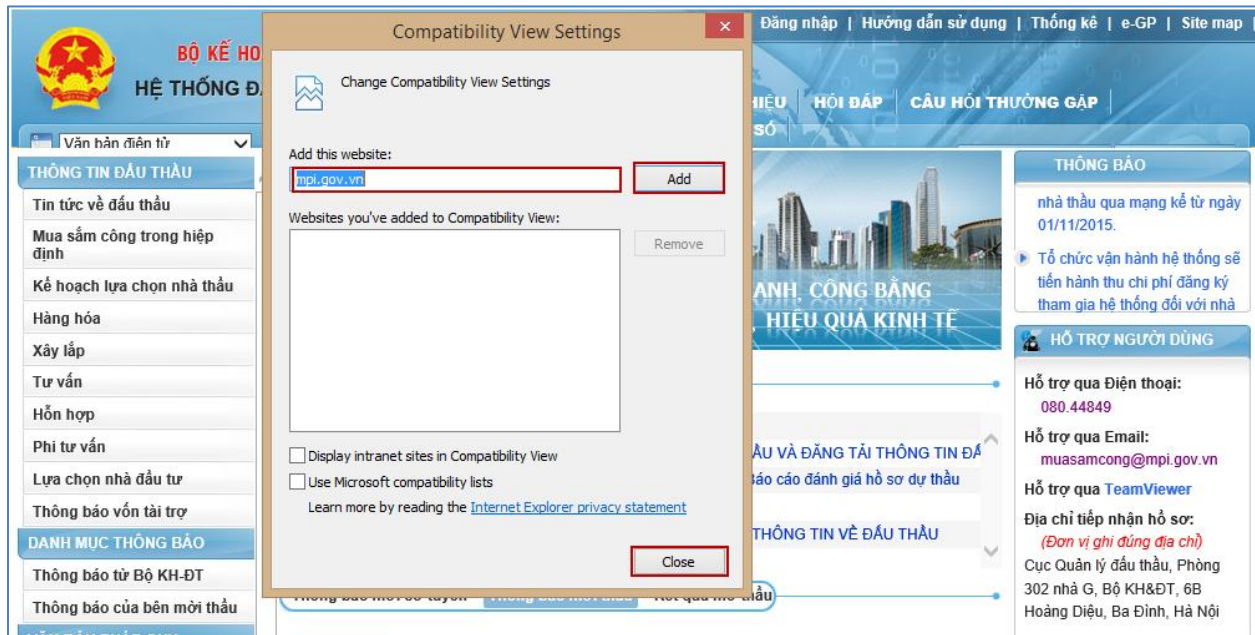 Compatibility View Settings
Đăng nhập | Hướng dẫn sử dụng | Thống kê | e-GP | Site map
BỘ KẾ HO
HỆ THỐNG Đ
HỎI ĐÁP CÂU HỎI THƯỜNG GẶP
SỐ
Văn bản điện tử
Change Compatibility View Settings
Add this website:
mpi.gov.vn
Add
Websites you've added to Compatibility View:
Remove
Display intranet sites in Compatibility View
Use Microsoft compatibility lists
Learn more by reading the Internet Explorer privacy statement
Close
THÔNG TIN ĐẤU THẦU
Tin tức về đấu thầu
Mua sắm công trong hiệp
định
Kế hoạch lựa chọn nhà thầu
Hàng hóa
Xây lắp
Tư vấn
Hỗn hợp
Phi tư vấn
Lựa chọn nhà đầu tư
Thông báo vốn tài trợ
DANH MỤC THÔNG BÁO
Thông báo từ Bộ KH-ĐT
Thông báo của bên mời thầu
ANH, CÔNG BẰNG
HIỆU QUẢ KINH TẾ
ẦU VÀ ĐĂNG TẢI THÔNG TIN ĐẤ
áo cáo đánh giá hồ sơ dự thầu
THÔNG TIN VỀ ĐẤU THẦU
THÔNG BÁO
nhà thầu qua mạng kể từ ngày
01/11/2015.
Tổ chức vận hành hệ thống sẽ
tiến hành thu chi phí đăng ký
tham gia hệ thống đối với nhà
HỖ TRỢ NGƯỜI DÙNG
Hỗ trợ qua Điện thoại:
080.44849
Hỗ trợ qua Email:
muasamcong@mpi.gov.vn
Hỗ trợ qua TeamViewer
Địa chỉ tiếp nhận hồ sơ:
(Đơn vị ghi đúng địa chỉ)
Cục Quản lý đấu thầu, Phòng
302 nhà G, Bộ KH&ĐT, 6B
Hoàng Diệu, Ba Đình, Hà Nội